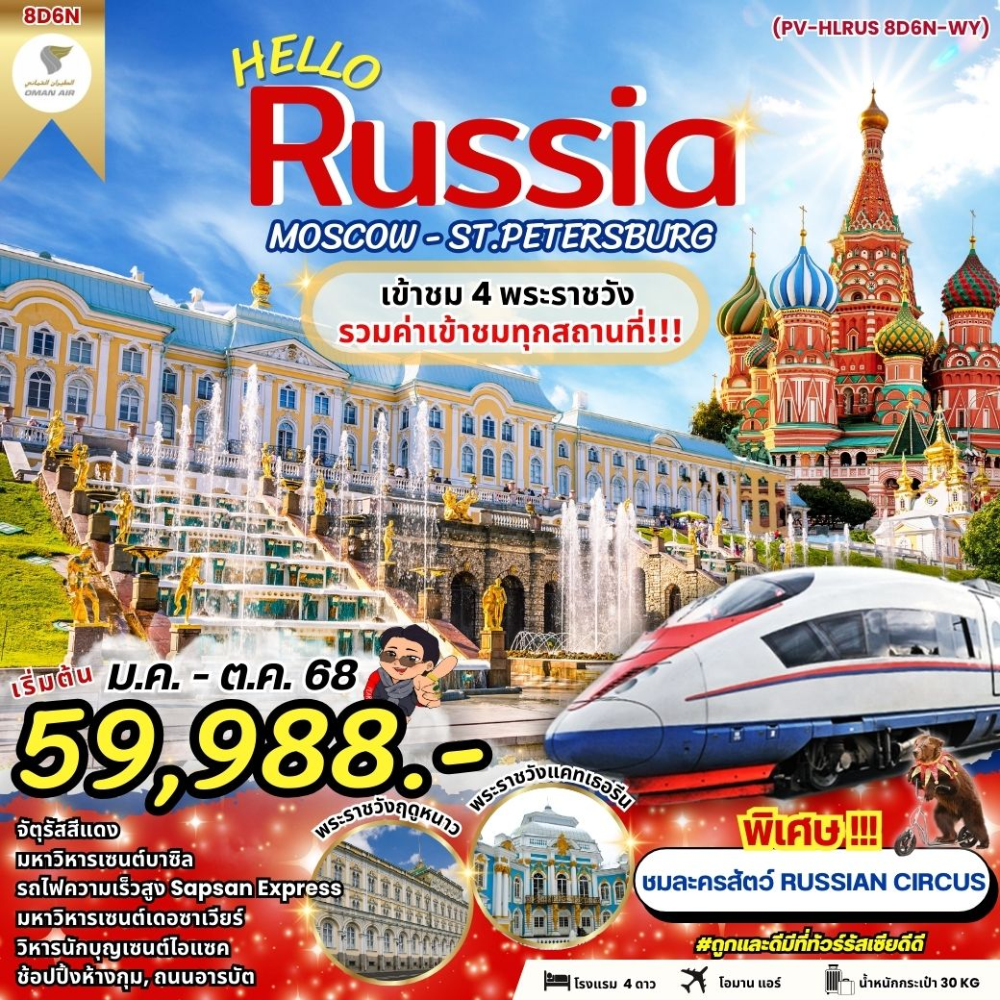 8D6N
(PV-HLRUS 8D6N-WY)
الطيران العماني
OMAN AIR
HELLO
Russia
MOSCOW - ST.PETERSBURG
เข้าชม 4 พระราชวัง
รวมค่าเข้าชมทุกสถานที่!!!
เริ่มต้น ม.ค. - ต.ค. 68
59,988.-
จัตุรัสสีแดง
มหาวิหารเซนต์บาซิล
รถไฟความเร็วสูง Sapsan Express
มหาวิหารเซนต์เดอซาเวียร์
วิหารนักบุญเซนต์ไอแซค
ช้อปปิ้งห้างกุม, ถนนอารบัต
พระราชวังฤดูหนาว
พระราชวังแคทเธอรีน
พิเศษ !!!
ชมละครสัตว์ RUSSIAN CIRCUS
#ถูกและดีมีที่ทัวร์รัสเซียดีดี
โรงแรม 4 ดาว
โอมาน แอร์
น้ำหนักกระเป๋า 30 KG